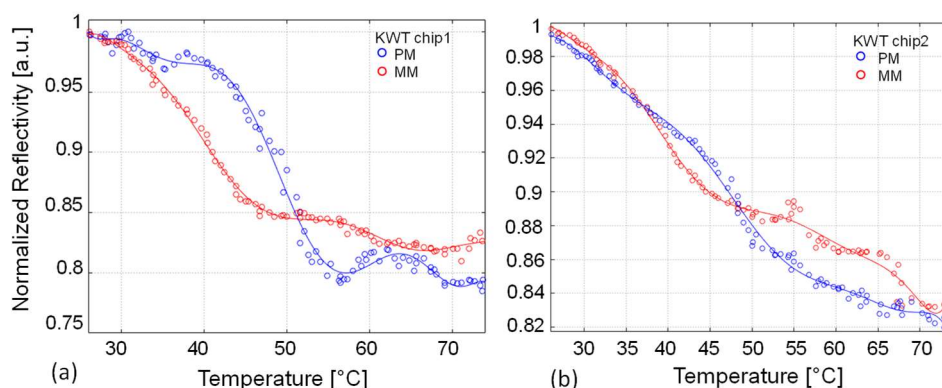 KWT chip1
PM
MM
Normalized Reflectivity [a.u.]
1
0.95
0.9
0.85
0.8
0.75
30 40 50 60 70
Temperature [°C]
(a)
KWT chip2
PM
MM
1
0.98
0.96
0.94
0.92
0.9
0.88
0.86
0.84
0.82
30 35 40 45 50 55 60 65 70
Temperature [°C]
(b)